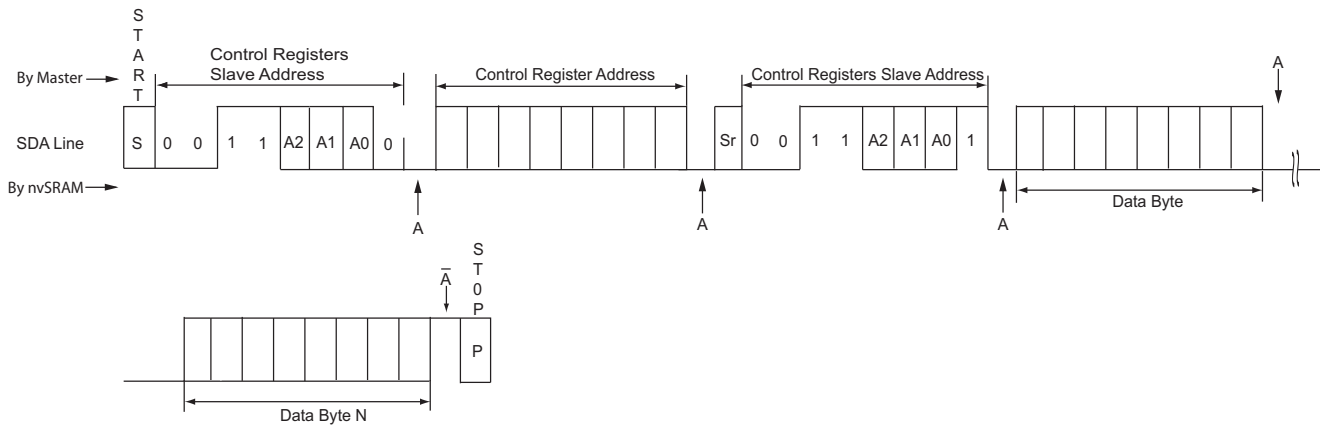 START
Control Registers
Slave Address
By Master
Control Register Address
Control Registers Slave Address
A
SDA Line
S 0 0 1 1 A2 A1 A0 0
Sr 0 0 1 1 A2 A1 A0 1
By nvSRAM
A
A
A
Data Byte
ST0P
A̅
P
Data Byte N